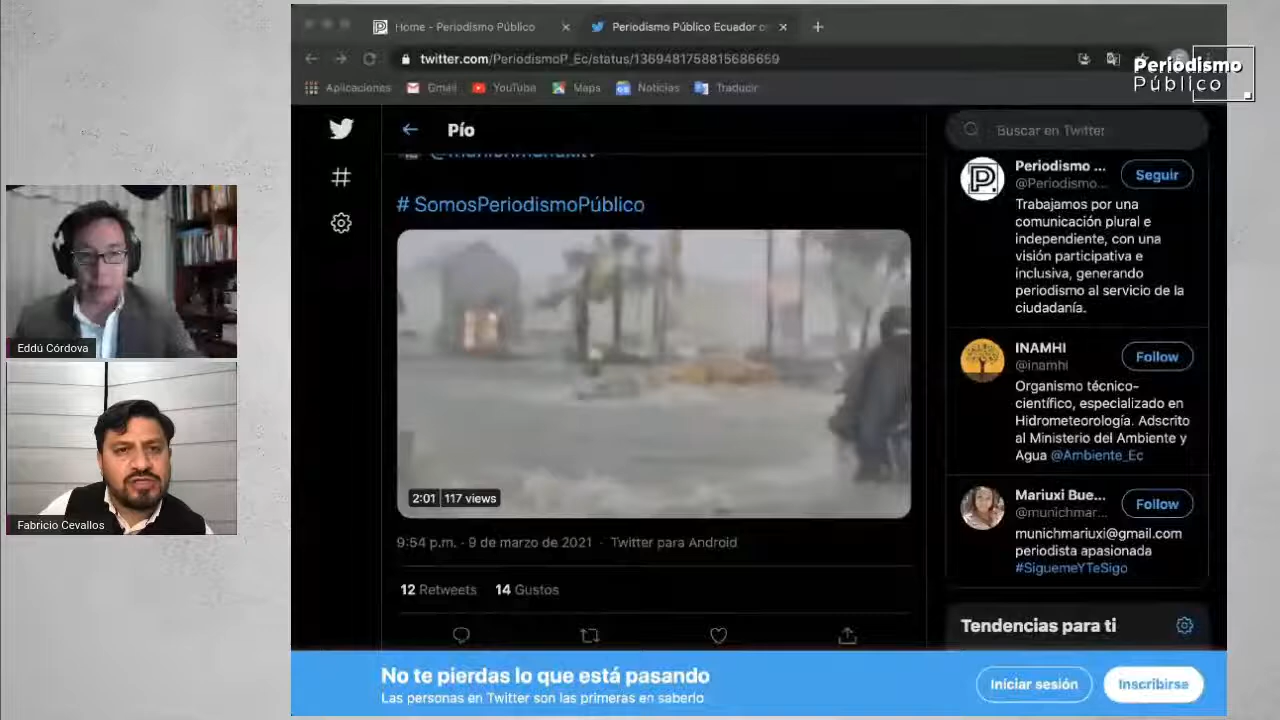 Home - Periodismo Público
Periodismo Público Ecuador
twitter.com/PeriodismoP_Ec/status/1369481758815686659
Aplicaciones
Gmail
YouTube
Maps
Noticias
Traducir
Periodismo
Público
Pío
Buscar en Twitter
# SomosPeriodismoPúblico
2:01 117 views
9:54 p.m. · 9 de marzo de 2021 · Twitter para Android
12 Retweets 14 Gustos
Periodismo ...
@Periodismo...
Seguir
Trabajamos por una
comunicación plural e
independiente, con una
visión participativa e
inclusiva, generando
periodismo al servicio de la
ciudadanía.
INAMHI
@inamhi
Follow
Organismo técnico-
científico, especializado en
Hidrometeorología. Adscrito
al Ministerio del Ambiente y
Agua @Ambiente_Ec
Mariuxi Bue...
@munichmar...
Follow
munichmariuxi@gmail.com
periodista apasionada
#SiguemeYTeSigo
Tendencias para ti
No te pierdas lo que está pasando
Las personas en Twitter son las primeras en saberlo
Iniciar sesión
Inscribirse
Eddú Córdova
Fabricio Cevallos